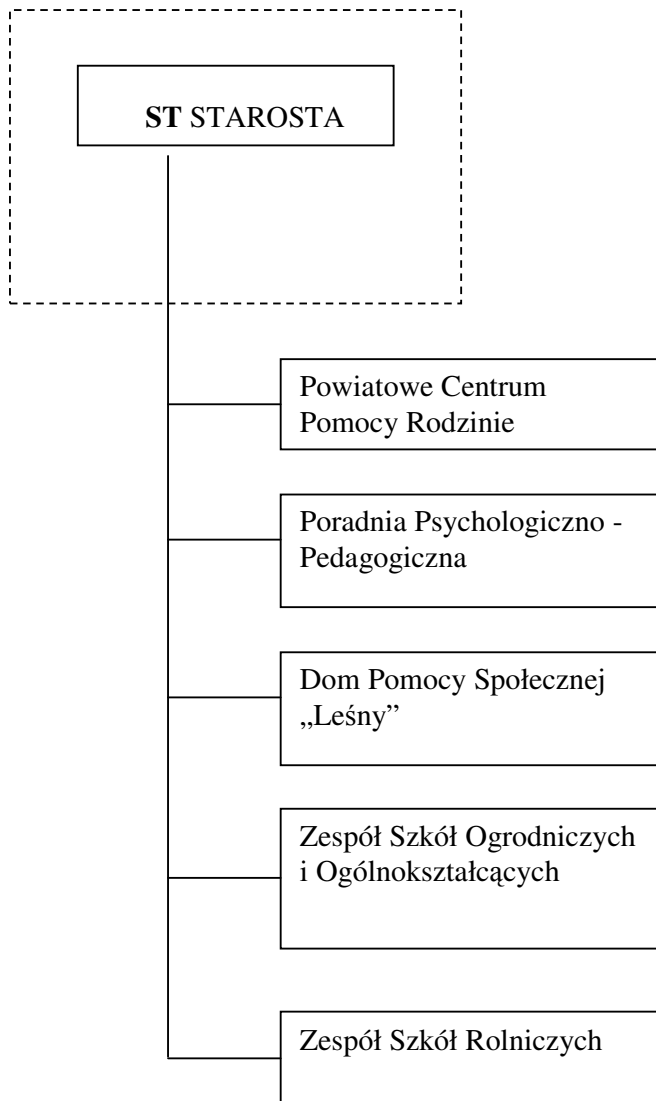 ST STAROSTA
Powiatowe Centrum
Pomocy Rodzinie
Poradnia Psychologiczno -
Pedagogiczna
Dom Pomocy Społecznej
„Leśny”
Zespół Szkół Ogrodniczych
i Ogólnokształcących
Zespół Szkół Rolniczych